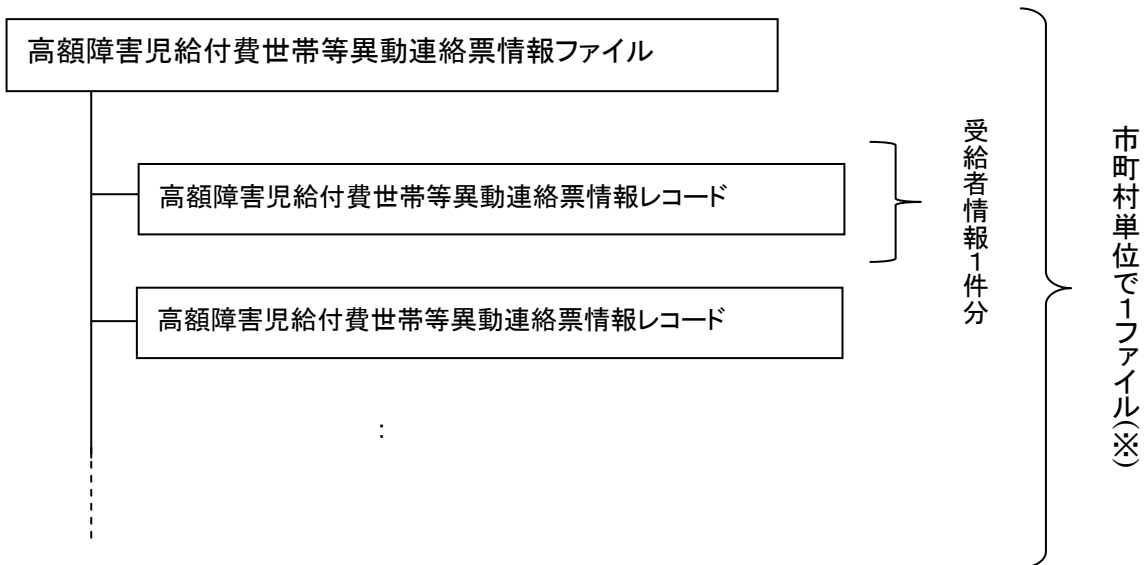 高額障害児給付費世帯等異動連絡票情報ファイル
高額障害児給付費世帯等異動連絡票情報レコード
高額障害児給付費世帯等異動連絡票情報レコード
:
受給者情報1件分
市町村単位で1ファイル(※)